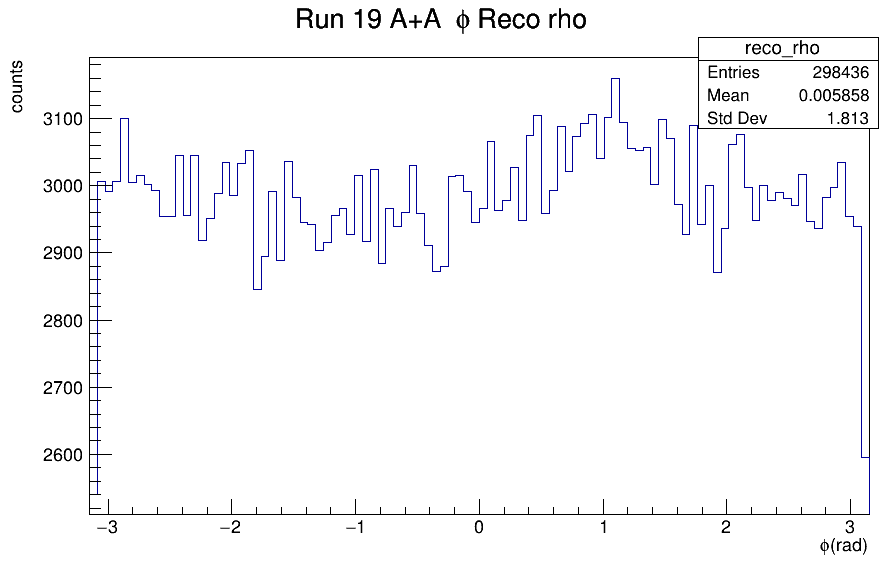 Run 19 A+A ϕ Reco rho
reco_rho
Entries 298436
Mean 0.005858
Std Dev 1.813
counts
3100
3000
2900
2800
2700
2600
−3 −2 −1 0 1 2 3
ϕ(rad)